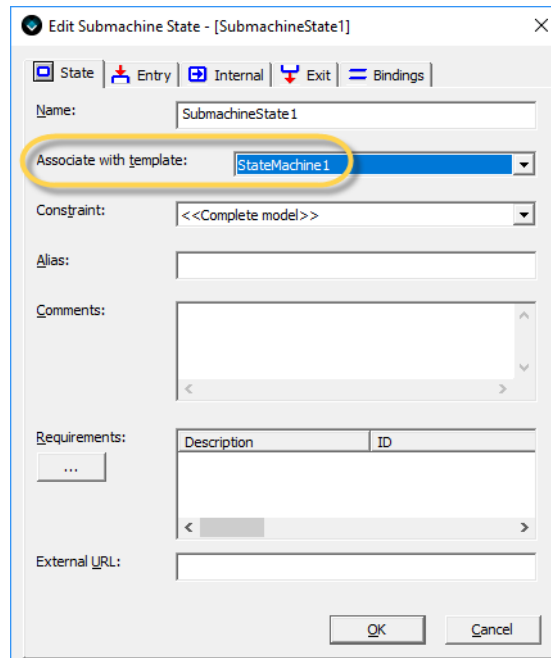 Edit Submachine State - [SubmachineState1]
State Entry Internal Exit Bindings
Name: SubmachineState1
Associate with template: StateMachine1
Constraint: <<Complete model>>
Alias:
Comments:
Requirements: Description ID
...
External URL:
OK Cancel